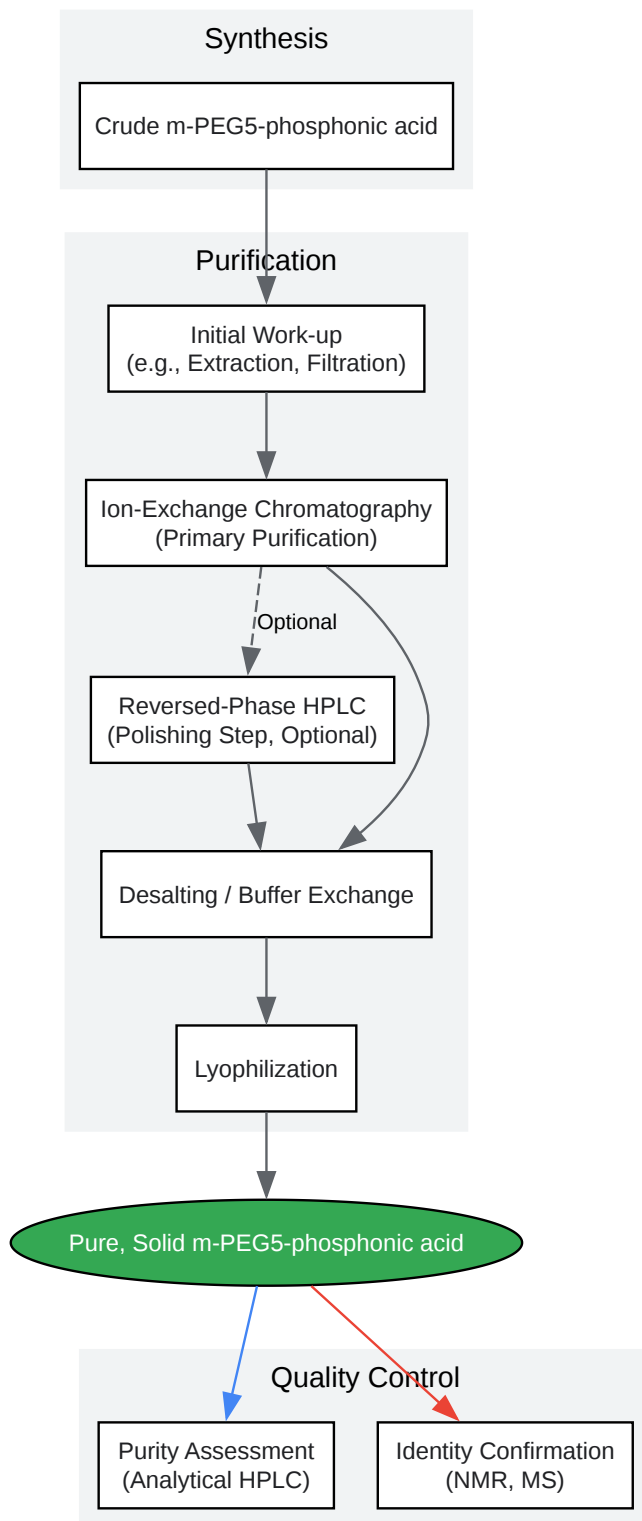 Synthesis
Crude m-PEG5-phosphonic acid
Purification
Initial Work-up
(e.g., Extraction, Filtration)
Ion-Exchange Chromatography
(Primary Purification)
Optional
Reversed-Phase HPLC
(Polishing Step, Optional)
Desalting / Buffer Exchange
Lyophilization
Pure, Solid m-PEG5-phosphonic acid
Quality Control
Purity Assessment
(Analytical HPLC)
Identity Confirmation
(NMR, MS)